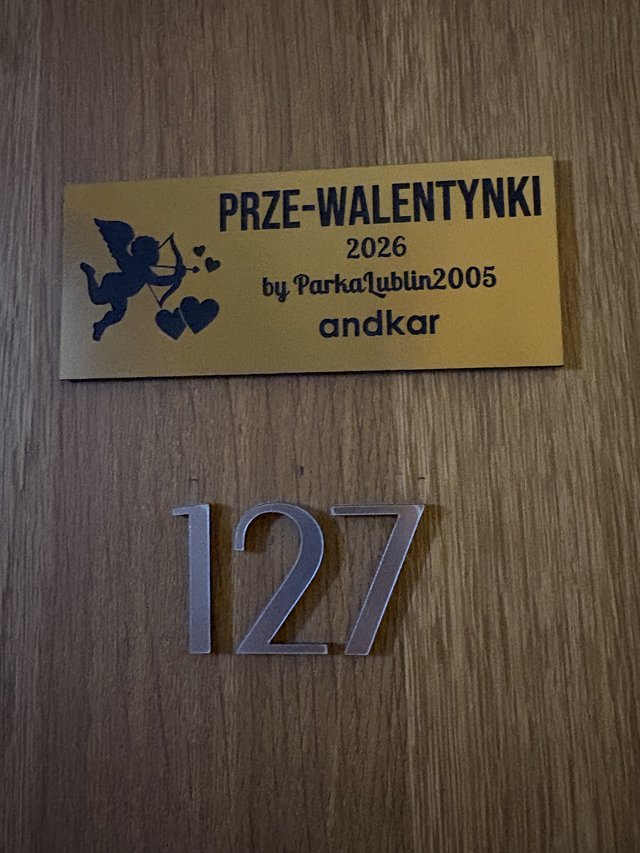 PRZE-WALENTYNKI
2026
by ParkaLublin2005
andkar
127